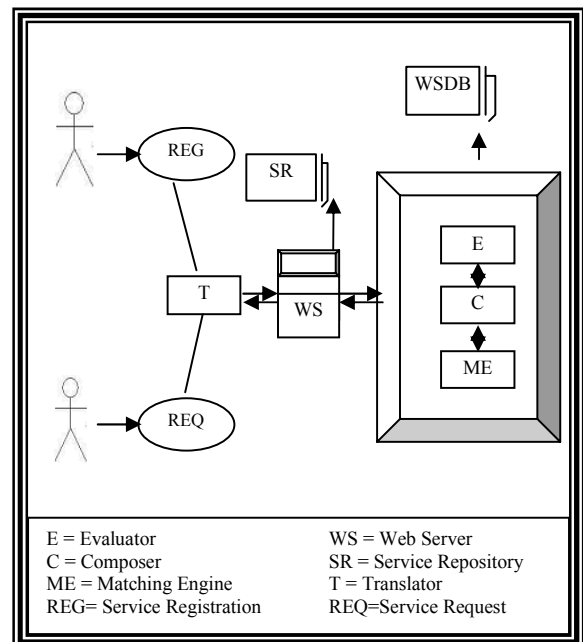 WSDB
REG
SR
E
T
WS
C
ME
REQ
E = Evaluator
C = Composer
ME = Matching Engine
REG= Service Registration
WS = Web Server
SR = Service Repository
T = Translator
REQ=Service Request